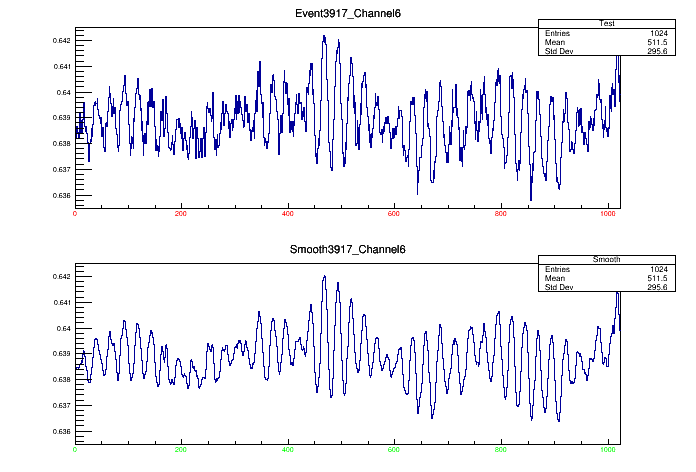 Event3917_Channel6
Test
Entries 1024
Mean 511.5
Std Dev 295.6
0.642
0.641
0.64
0.639
0.638
0.637
0.636
0 200 400 600 800 1000
Smooth3917_Channel6
Smooth
Entries 1024
Mean 511.5
Std Dev 295.6
0.642
0.641
0.64
0.639
0.638
0.637
0.636
0 200 400 600 800 1000